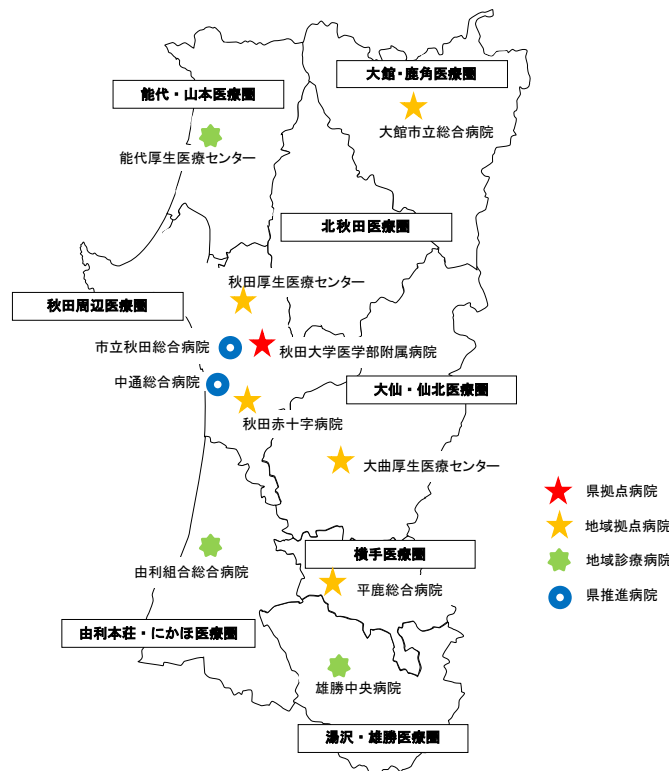 大館・鹿角医療圏
能代・山本医療圏
大館市立総合病院
能代厚生医療センター
北秋田医療圏
秋田厚生医療センター
秋田周辺医療圏
市立秋田総合病院
秋田大学医学部附属病院
中通総合病院
大仙・仙北医療圏
秋田赤十字病院
大曲厚生医療センター
県拠点病院
地域拠点病院
横手医療圏
地域診療病院
由利組合総合病院
平鹿総合病院
県推進病院
由利本荘・にかほ医療圏
雄勝中央病院
湯沢・雄勝医療圏